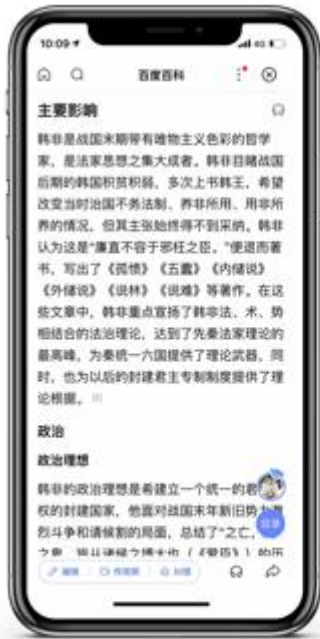 10:09
4G
百度百科
主要影响
韩非是战国末期带有唯物主义色彩的哲学
家，是法家思想之集大成者。韩非目睹战国
后期的韩国积贫积弱，多次上书韩王，希望
改变当时治国不务法制、养非所用、用非所
养的情况，但其主张始终得不到采纳。韩非
认为这是“廉直不容于邪枉之臣。”便退而著
书，写出了《孤愤》《五蠹》《内储说》
《外储说》《说林》《说难》等著作。在这
些文章中，韩非重点宣扬了韩非法、术、势
相结合的法治理论，达到了先秦法家理论的
最高峰，为秦统一六国提供了理论武器，同
时，也为以后的封建君主专制制度提供了理
论根据。
政治
政治理想
韩非的政治理想是希建立一个统一的君
权的封建国家，他面对战国末年新旧势
烈斗争和诸候割的局面，总结了“之亡，
目录
编辑